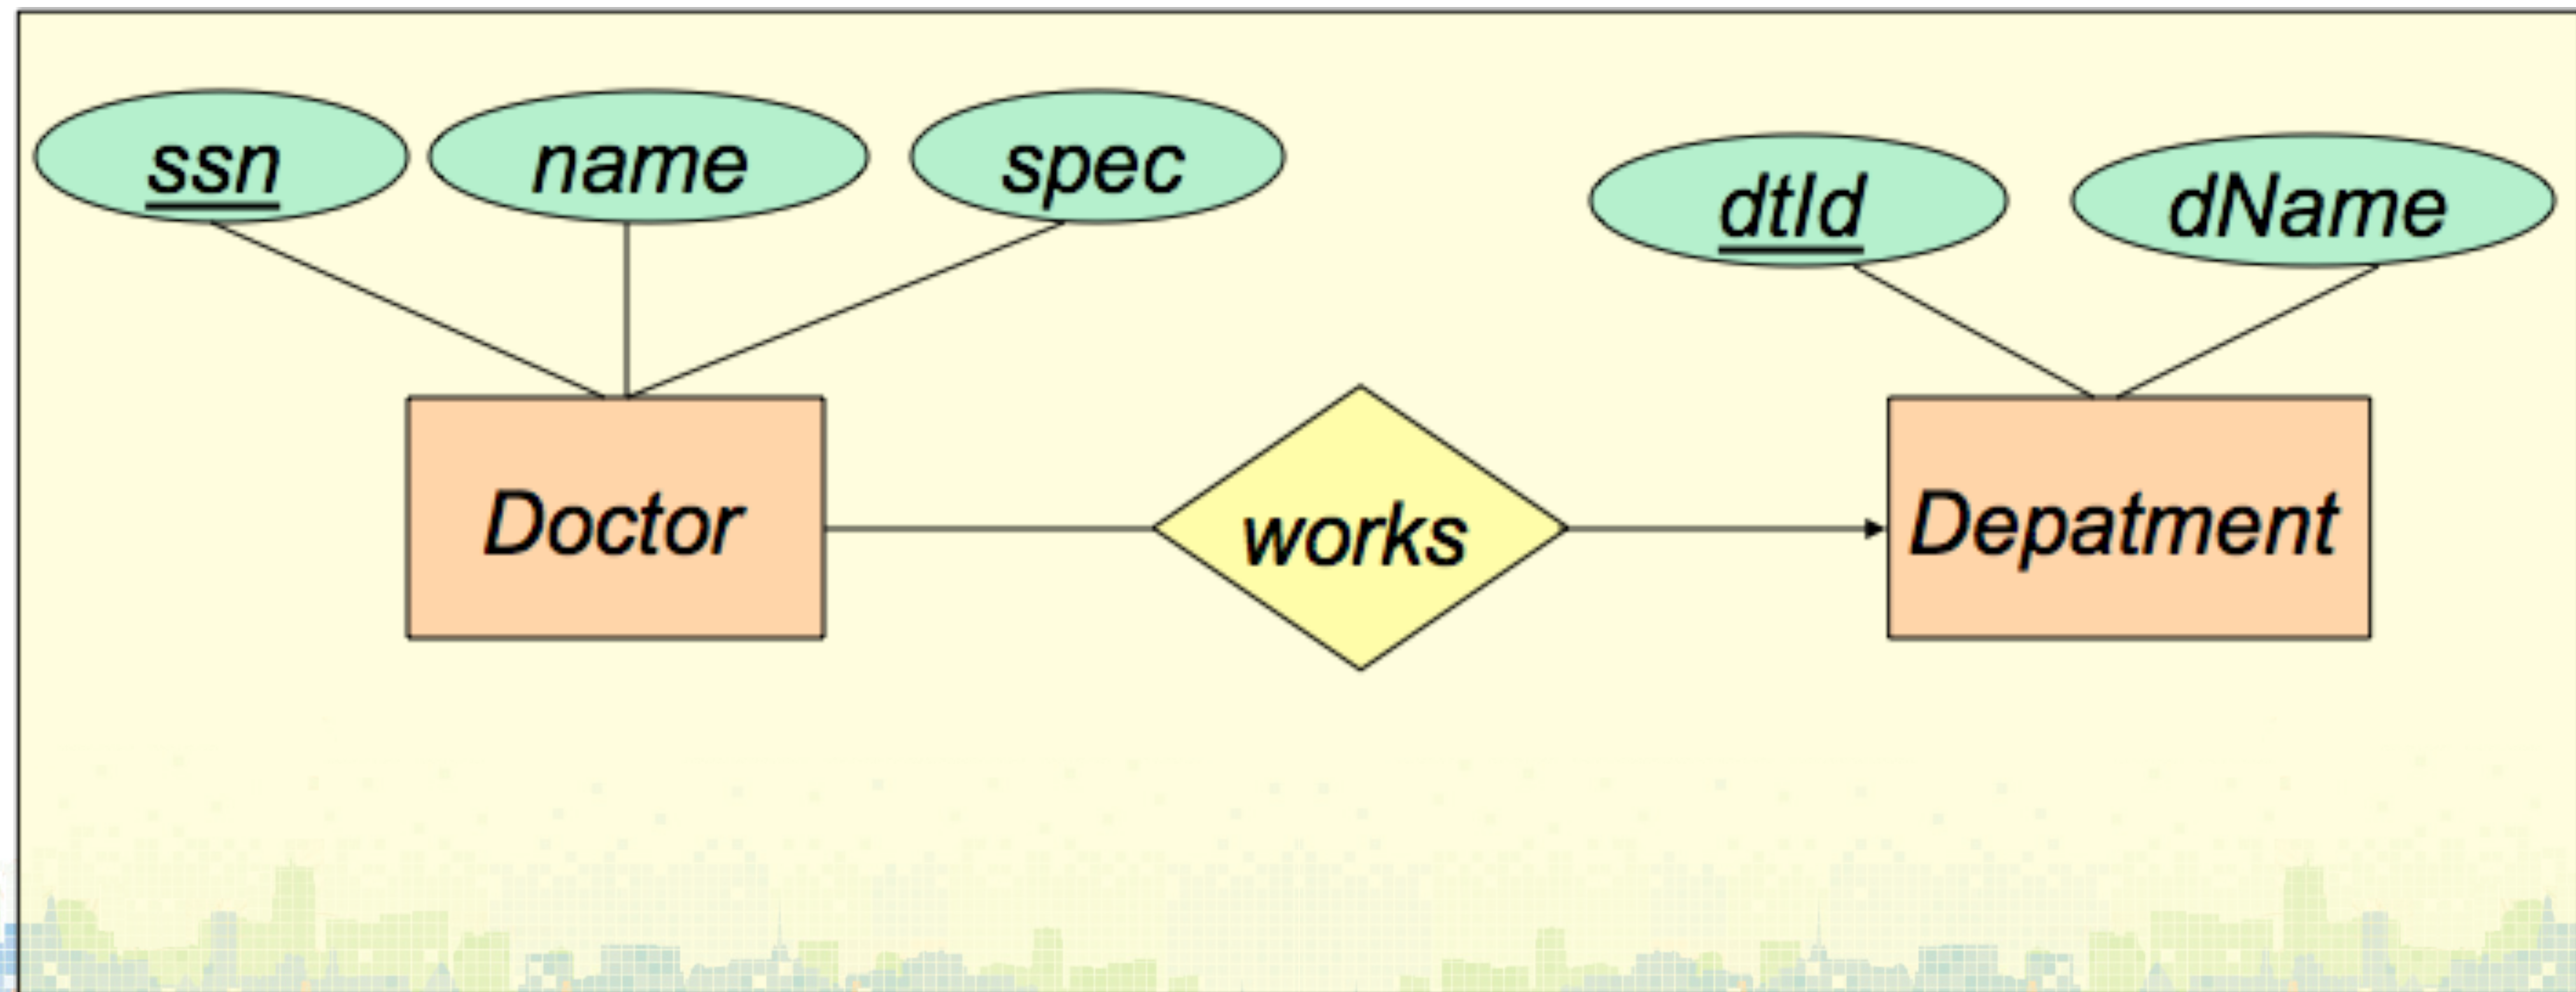 ssn
name
spec
dtId
dName
Doctor
works
Depatment